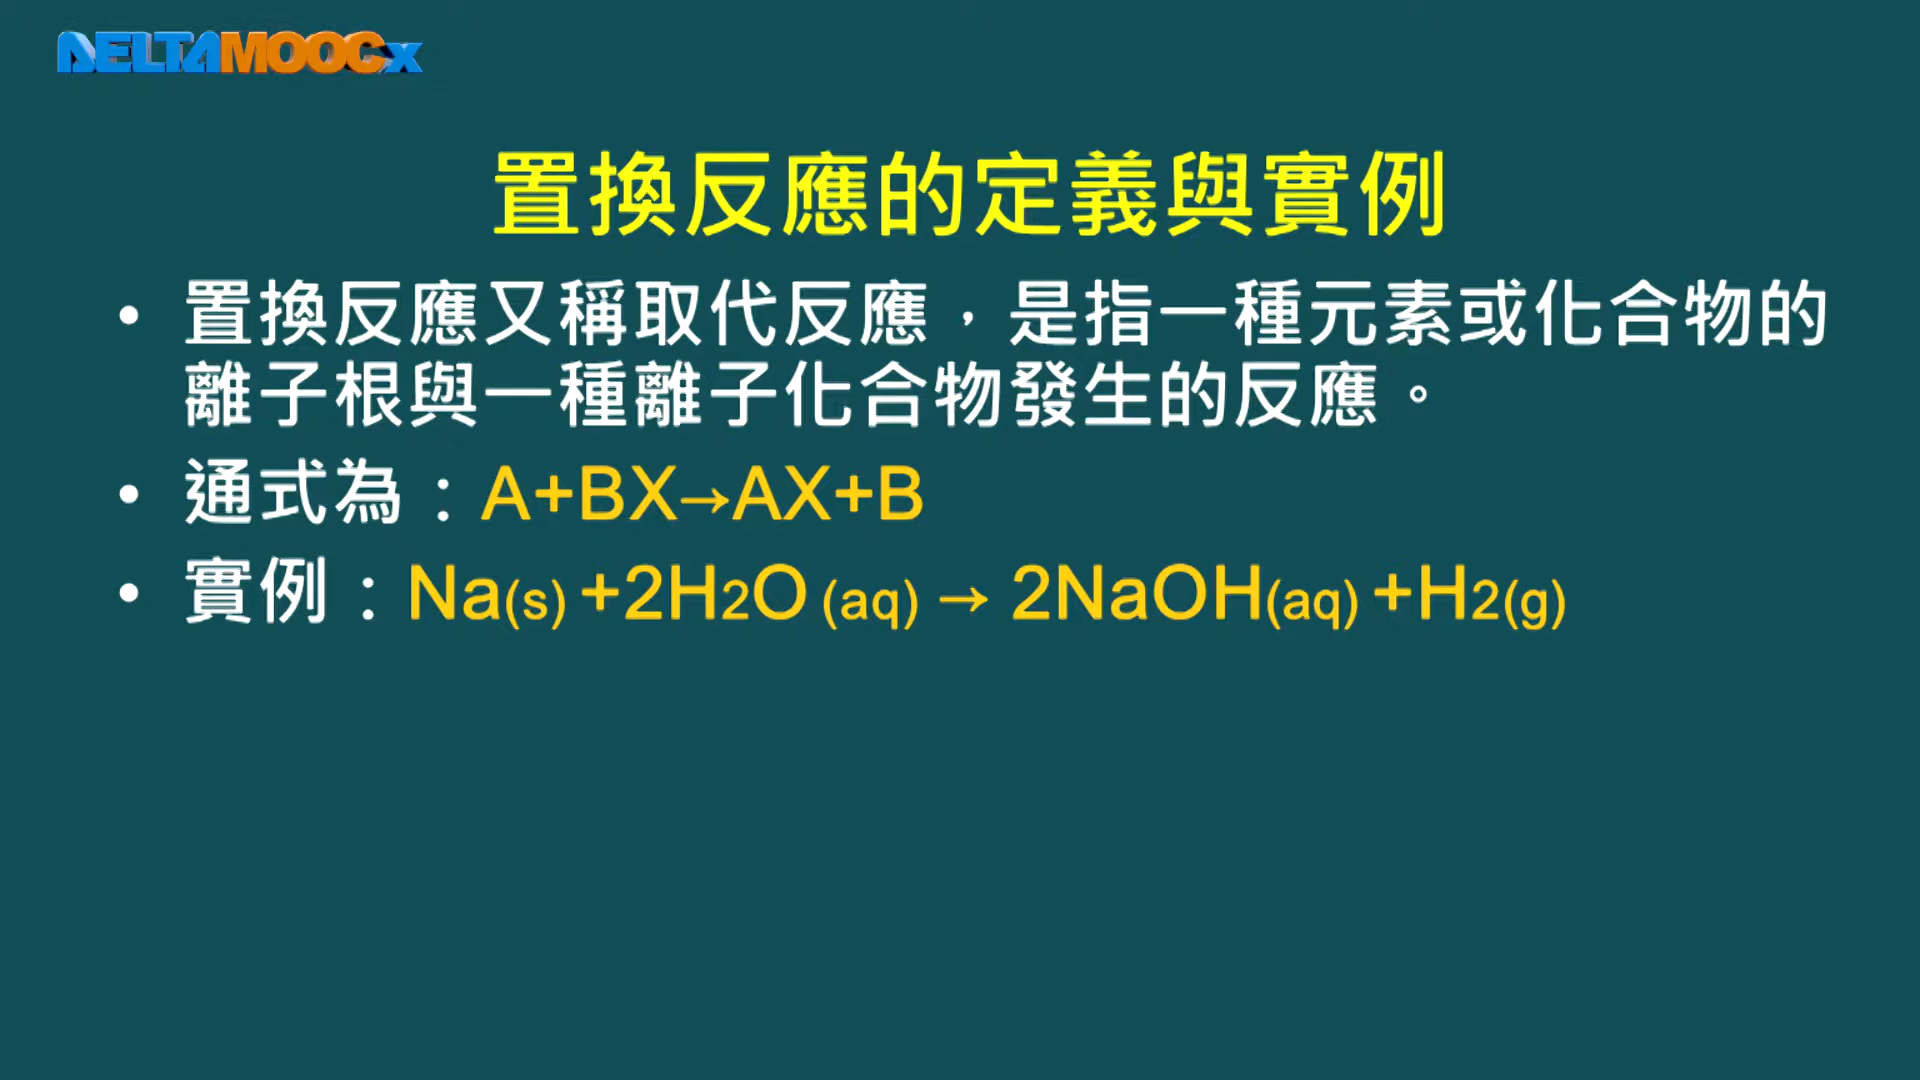 DELTAMOOCx
置換反應的定義與實例
• 置換反應又稱取代反應，是指一種元素或化合物的
離子根與一種離子化合物發生的反應。
• 通式為：A+BX→AX+B
• 實例：Na(s) +2H2O (aq) → 2NaOH(aq) +H2(g)